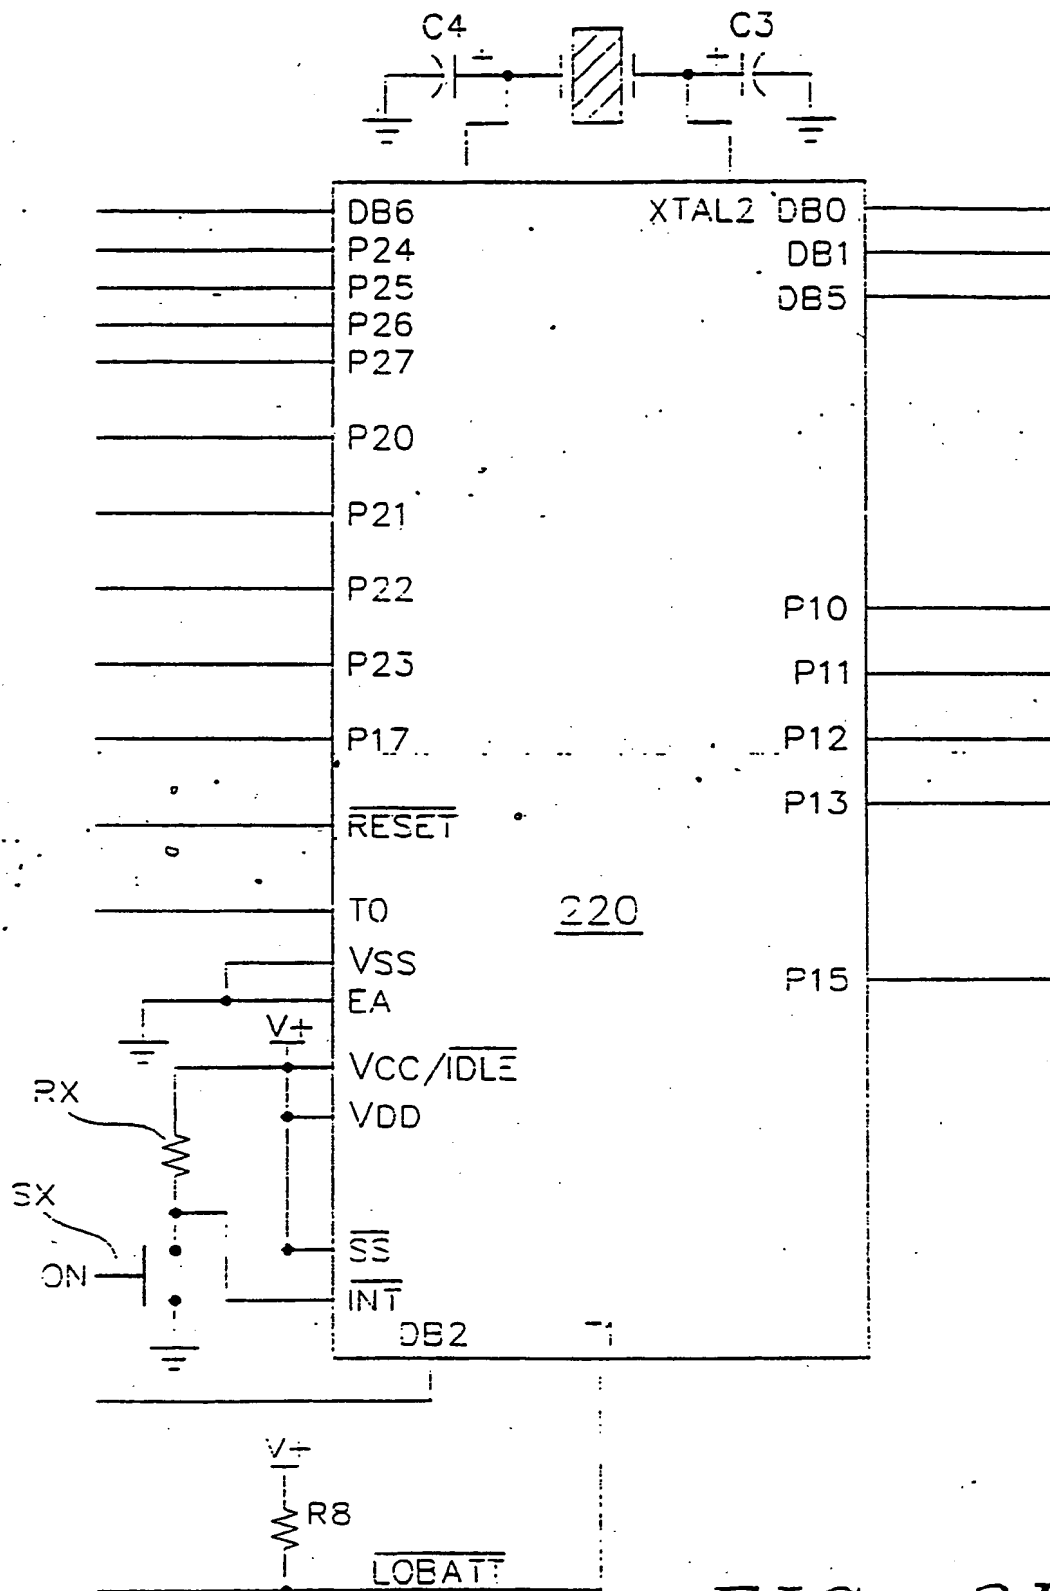 C4 C3
DB6 XTAL2 DB0
P24 DB1
P25 DB5
P26
P27
P20
P21
P22
P10
P23 P11
P17 P12
P13
RESET
T0 220
VSS
P15
EA
V+
VCC/IDLE
RX
VDD
SX
SS
ON
INT
DB2 T1
V+
R8
LOBATT